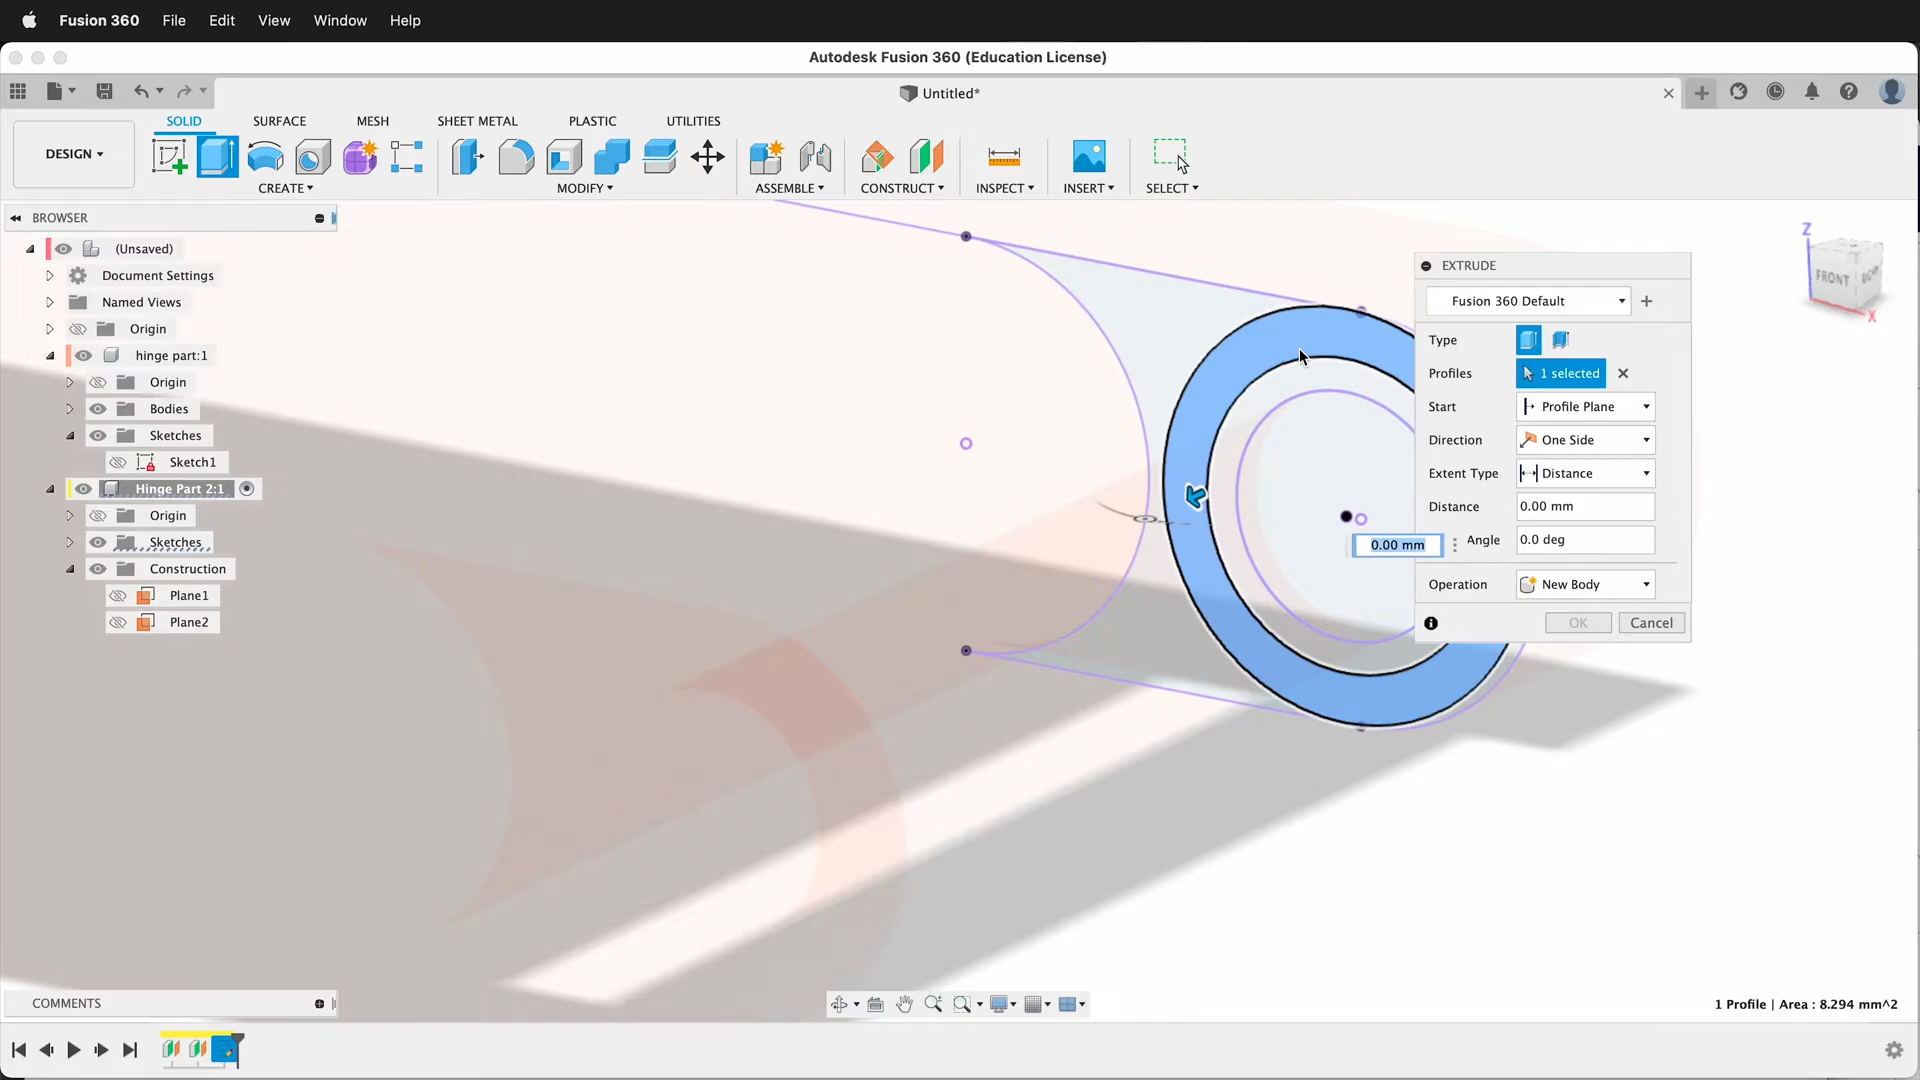 Fusion 360 File Edit View Window Help
Autodesk Fusion 360 (Education License)
Untitled*
SOLID SURFACE MESH SHEET METAL PLASTIC UTILITIES
DESIGN
CREATE MODIFY ASSEMBLE CONSTRUCT INSPECT INSERT SELECT
BROWSER
(Unsaved)
Document Settings
Named Views
Origin
hinge part:1
Origin
Bodies
Sketches
Sketch1
Hinge Part 2:1
Origin
Sketches
Construction
Plane1
Plane2
Z
FRONT
X
EXTRUDE
Fusion 360 Default
Type
Profiles 1 selected
Start Profile Plane
Direction One Side
Extent Type Distance
Distance 0.00 mm
0.00 mm
Angle 0.0 deg
Operation New Body
OK Cancel
COMMENTS
1 Profile | Area : 8.294 mm^2